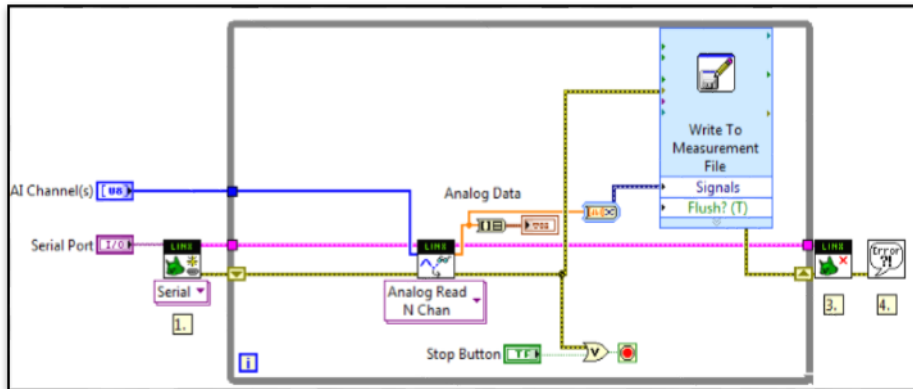 Write To
Measurement
File
Signals
Flush? (T)
Analog Data
AI Channel(s)
[U8]
Serial Port
I/O
LINX
Serial
1.
LINX
Analog Read
N Chan
Stop Button
TF
V
i
LINX
3.
Error
?!
4.